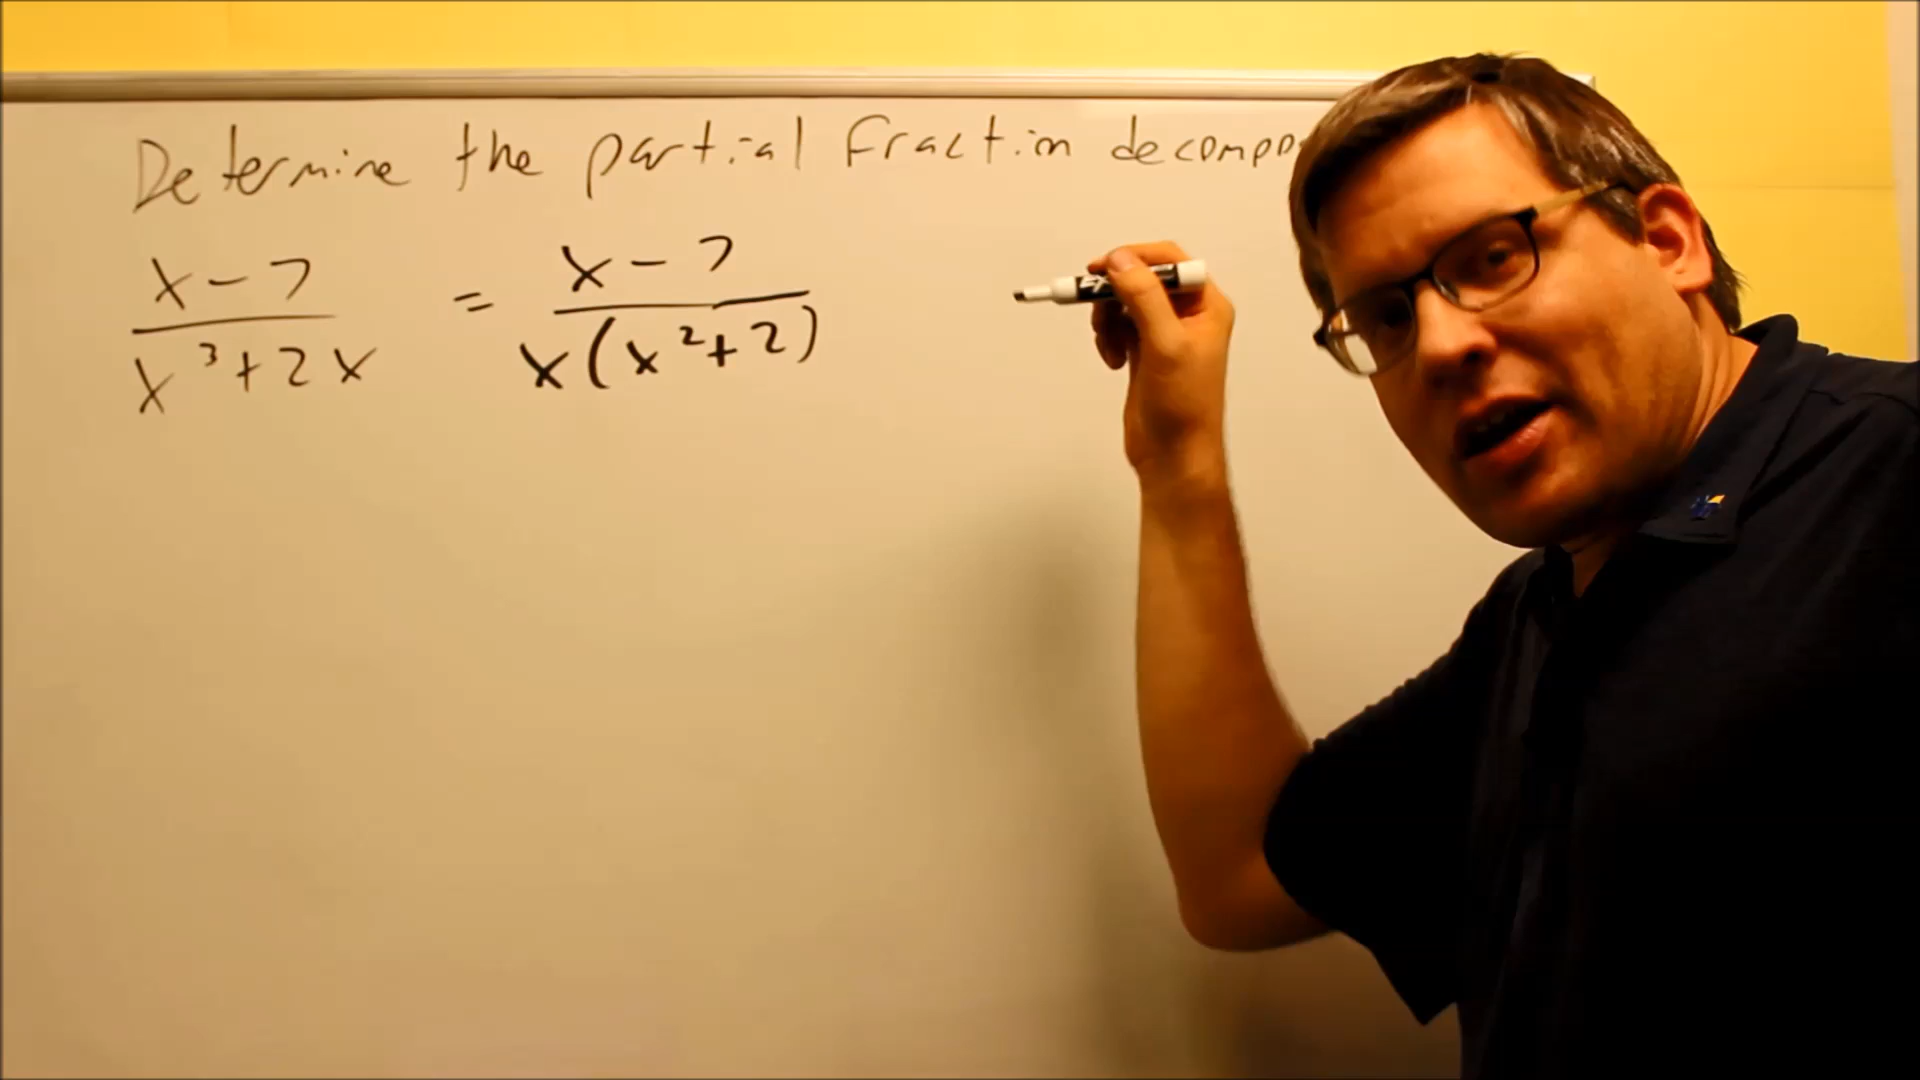 Determine the partial fraction decompo
x - 7 / x³ + 2x = x - 7 / x(x² + 2)